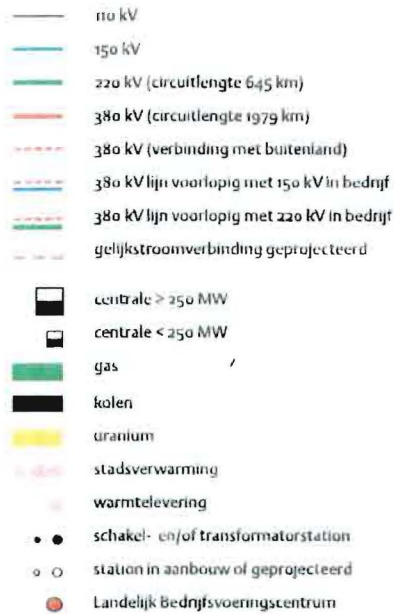 110 kV
150 kV
220 kV (circuitlengte 645 km)
380 kV (circuitlengte 1979 km)
380 kV (verbinding met buitenland)
380 kV lijn voorlopig met 150 kV in bedrijf
380 kV lijn voorlopig met 220 kV in bedrijf
gelijkstroomverbinding geprojecteerd
centrale > 250 MW
centrale < 250 MW
gas
kolen
uranium
stadsverwarming
warmtelevering
schakel- en/of transformatorstation
station in aanbouw of geprojecteerd
Landelijk Bedrijfsvoeringscentrum